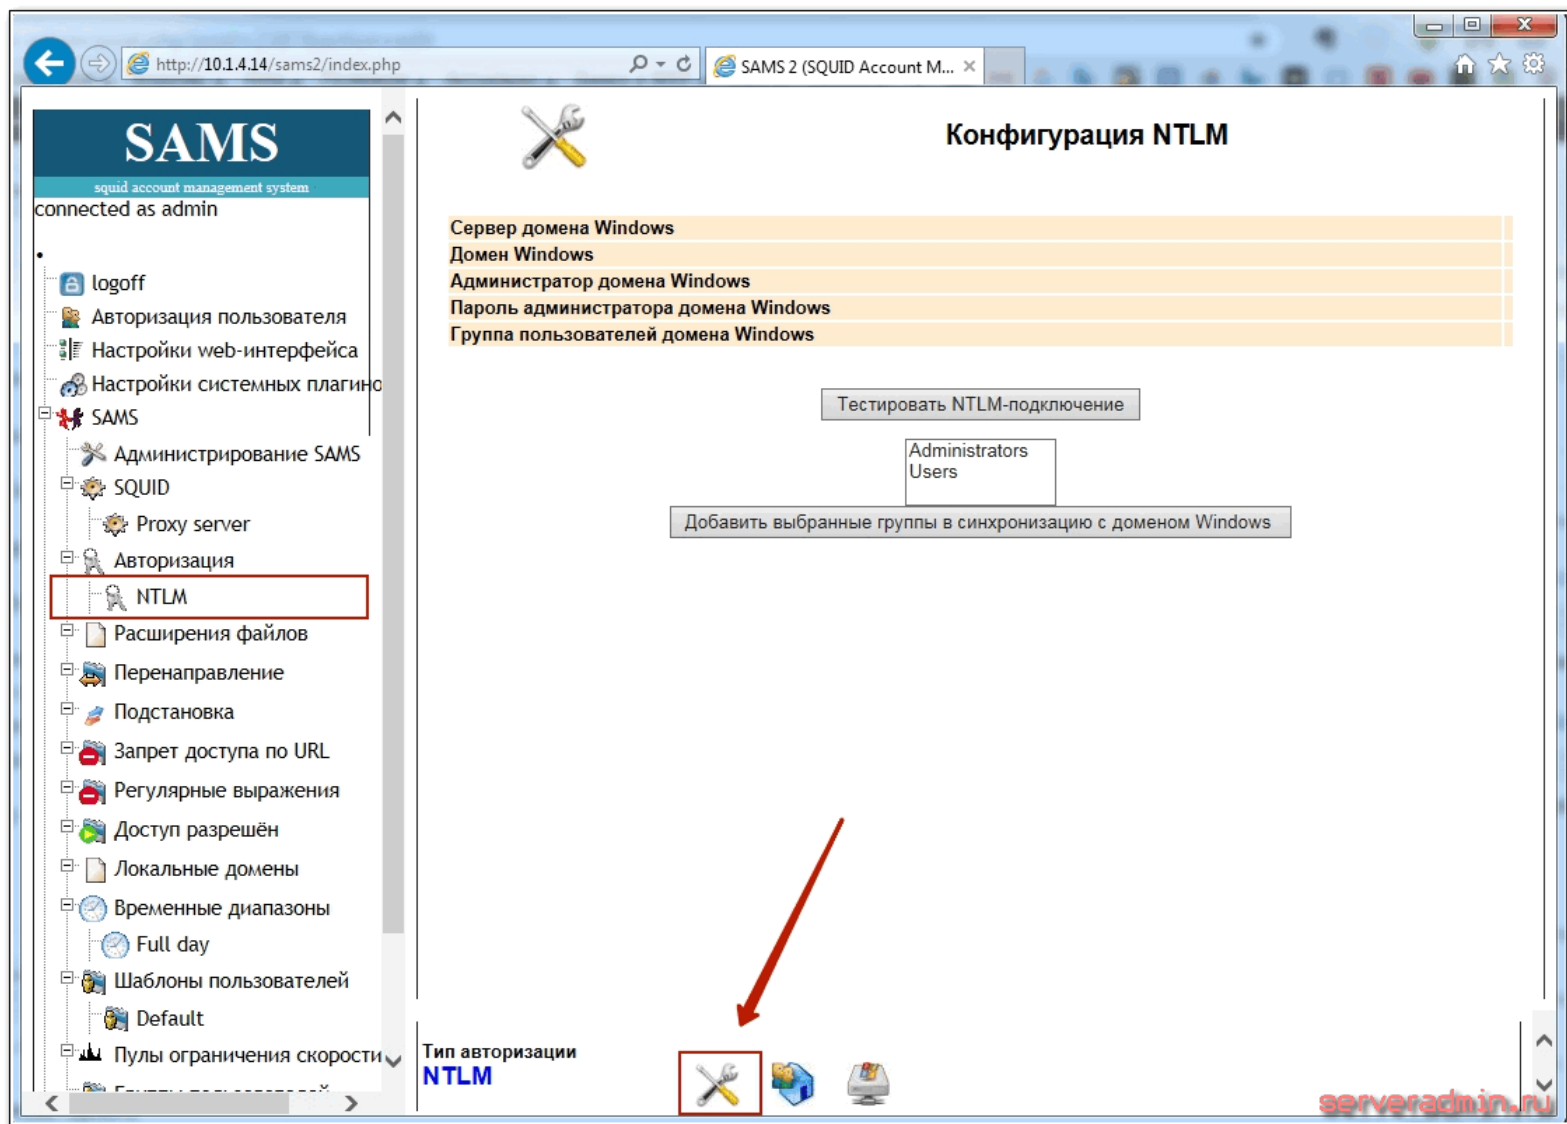 http://10.1.4.14/sams2/index.php
SAMS 2 (SQUID Account M...
SAMS
squid account management system
connected as admin
logoff
Авторизация пользователя
Настройки web-интерфейса
Настройки системных плагино
SAMS
Администрирование SAMS
SQUID
Proxy server
Авторизация
NTLM
Расширения файлов
Перенаправление
Подстановка
Запрет доступа по URL
Регулярные выражения
Доступ разрешён
Локальные домены
Временные диапазоны
Full day
Шаблоны пользователей
Default
Пулы ограничения скорости
Конфигурация NTLM
Сервер домена Windows
Домен Windows
Администратор домена Windows
Пароль администратора домена Windows
Группа пользователей домена Windows
Тестировать NTLM-подключение
Administrators
Users
Добавить выбранные группы в синхронизацию с доменом Windows
Тип авторизации
NTLM
serveradmin.ru